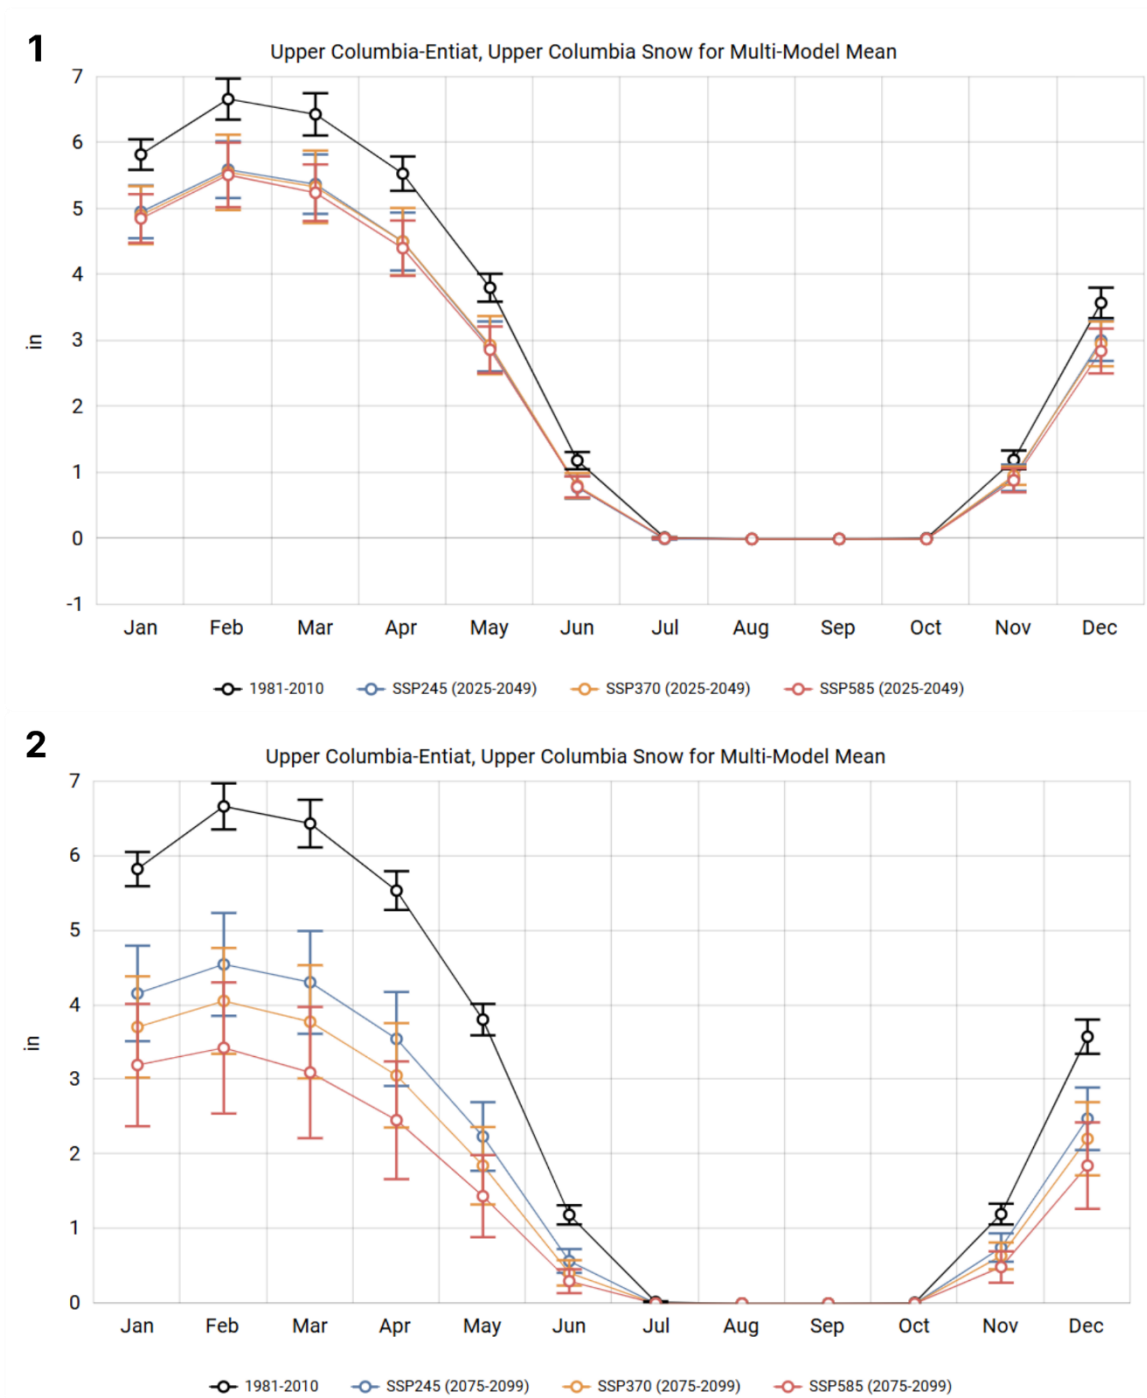 1
Upper Columbia-Entiat, Upper Columbia Snow for Multi-Model Mean
7
6
5
4
3
2
1
0
-1
in
Jan Feb Mar Apr May Jun Jul Aug Sep Oct Nov Dec
1981-2010 SSP245 (2025-2049) SSP370 (2025-2049) SSP585 (2025-2049)
2
Upper Columbia-Entiat, Upper Columbia Snow for Multi-Model Mean
7
6
5
4
3
2
1
0
in
Jan Feb Mar Apr May Jun Jul Aug Sep Oct Nov Dec
1981-2010 SSP245 (2075-2099) SSP370 (2075-2099) SSP585 (2075-2099)